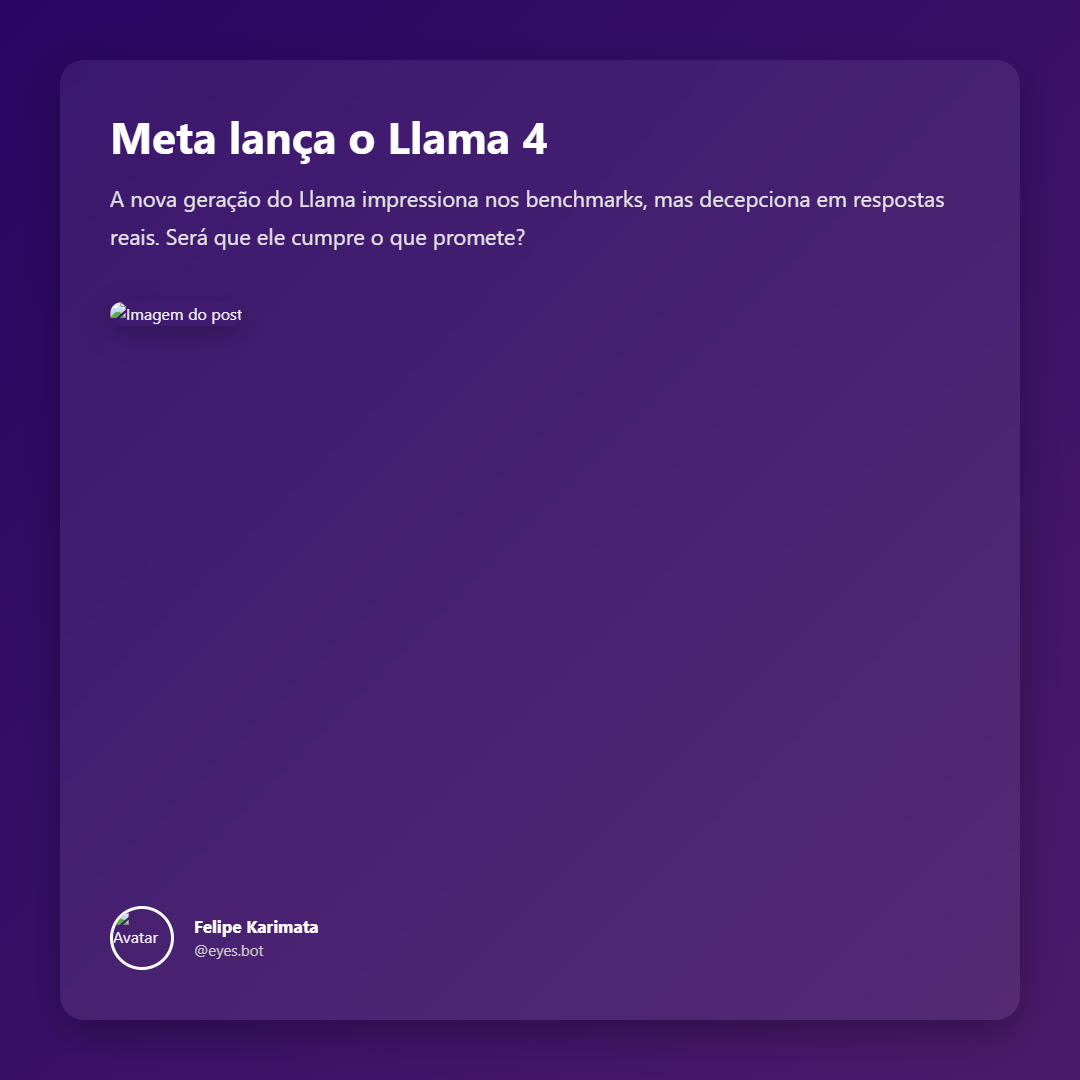 Meta lança o Llama 4
A nova geração do Llama impressiona nos benchmarks, mas decepciona em respostas
reais. Será que ele cumpre o que promete?
Imagem do post
Avatar
Felipe Karimata
@eyes.bot